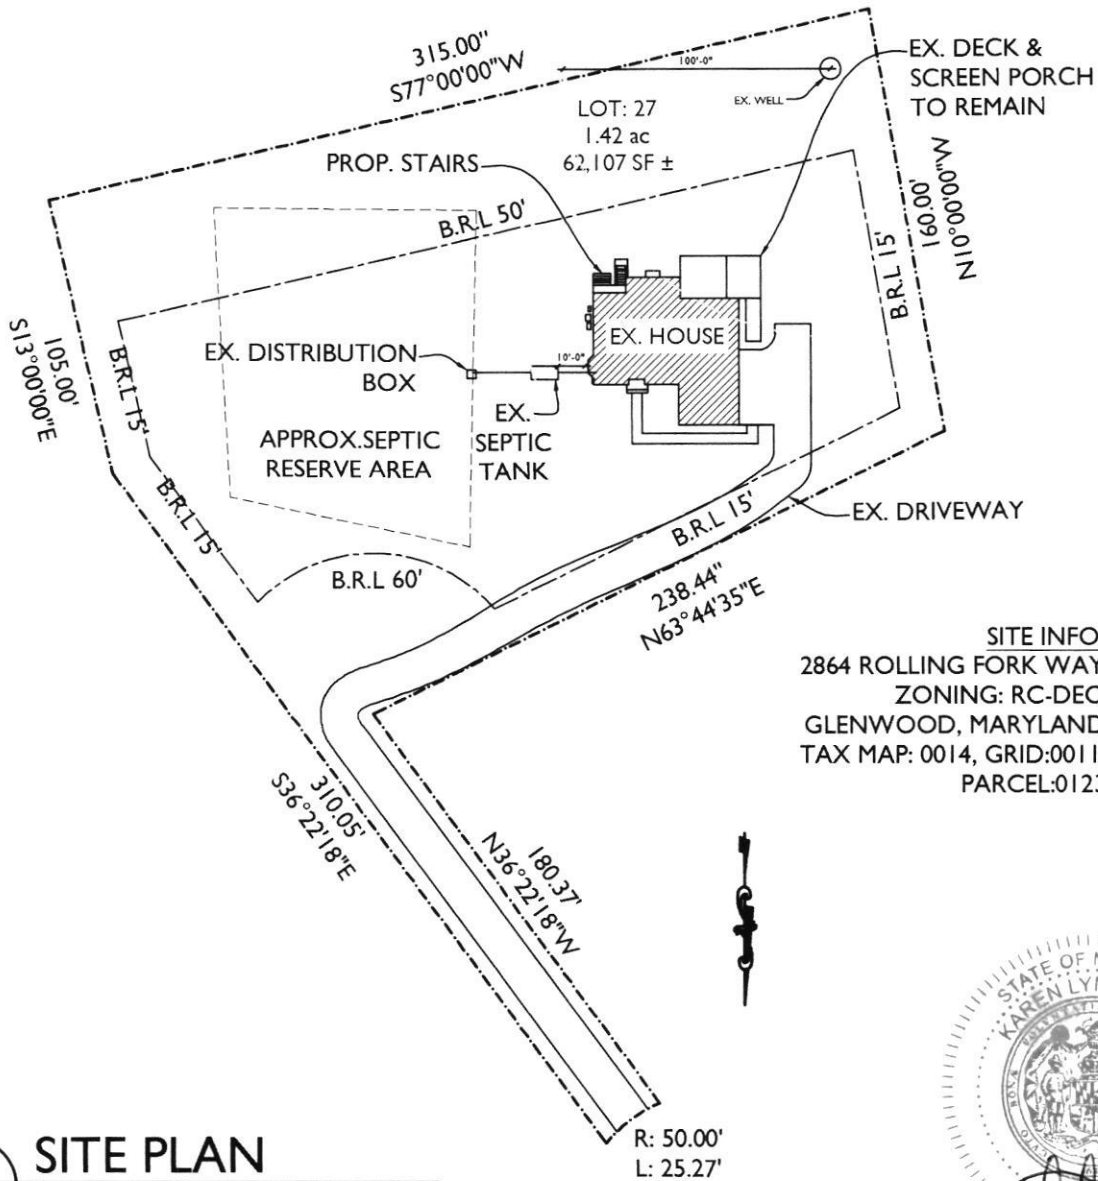 315.00"
S77°00'00"W
100'-0"
EX. WELL
EX. DECK &
SCREEN PORCH
TO REMAIN
LOT: 27
1.42 ac
62,107 SF ±
PROP. STAIRS
B.R.L 50'
160.00'
N10°00'00"W
B.R.L 15'
105.00'
S13°00'00"E
B.R.L 15'
EX. DISTRIBUTION
BOX
10'-0"
EX. HOUSE
EX.
SEPTIC
TANK
APPROX.SEPTIC
RESERVE AREA
B.R.L 15'
B.R.L 60'
B.R.L 15'
EX. DRIVEWAY
238.44"
N63°44'35"E
SITE INFO
2864 ROLLING FORK WAY
ZONING: RC-DEO
GLENWOOD, MARYLAND
TAX MAP: 0014, GRID:0011
PARCEL:0123
310.05'
S36°22'18"E
180.37'
N36°22'18"W
STATE OF M
KAREN LYN
R: 50.00'
L: 25.27'
SITE PLAN